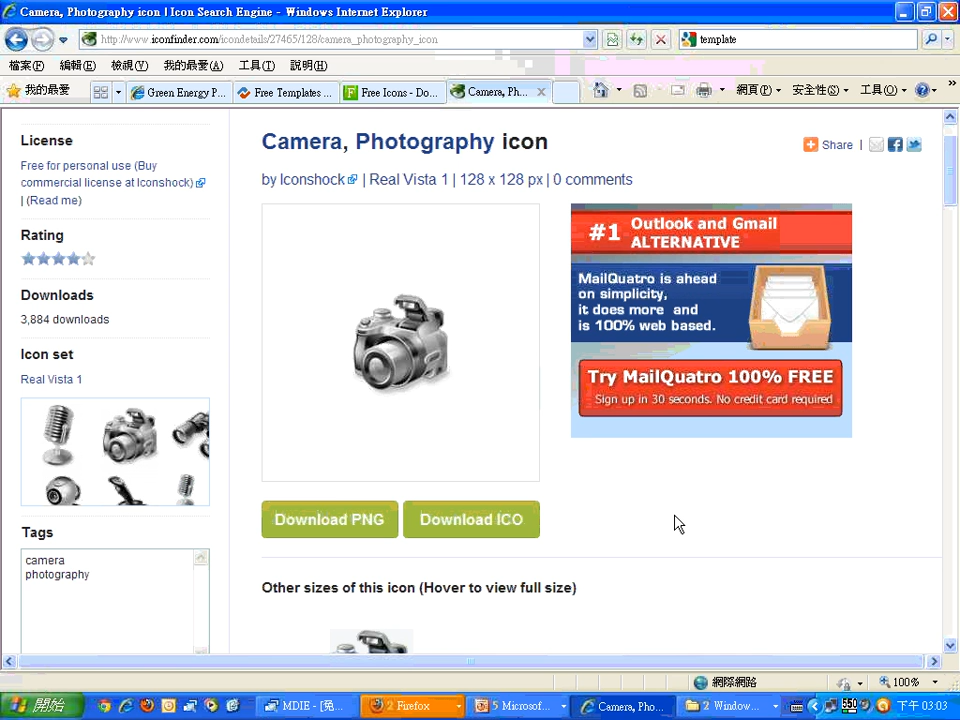 Camera, Photography icon | Icon Search Engine - Windows Internet Explorer
http://www.iconfinder.com/icondetails/27465/128/camera_photography_icon
template
檔案(F) 編輯(E) 檢視(V) 我的最愛(A) 工具(T) 說明(H)
我的最愛 Green Energy P... Free Templates ... Free Icons - Do... Camera, Ph... 網頁(P) 安全性(S) 工具(O)
License
Free for personal use (Buy
commercial license at Iconshock)
| (Read me)
Rating
Downloads
3,884 downloads
Icon set
Real Vista 1
Tags
camera
photography
Camera, Photography icon
Share |
by Iconshock | Real Vista 1 | 128 x 128 px | 0 comments
#1 Outlook and Gmail
ALTERNATIVE
MailQuatro is ahead
on simplicity,
it does more and
is 100% web based.
Try MailQuatro 100% FREE
Sign up in 30 seconds. No credit card required
Download PNG Download ICO
Other sizes of this icon (Hover to view full size)
網際網路 100%
開始 MDIE - [免... 2 Firefox 5 Microsof... Camera, Pho... 2 Window... 下午 03:03